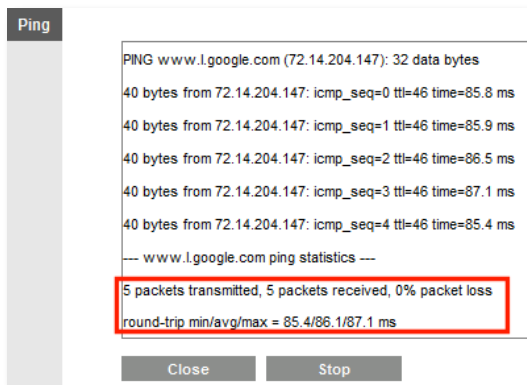 Ping
PING www.l.google.com (72.14.204.147): 32 data bytes
40 bytes from 72.14.204.147: icmp_seq=0 ttl=46 time=85.8 ms
40 bytes from 72.14.204.147: icmp_seq=1 ttl=46 time=85.9 ms
40 bytes from 72.14.204.147: icmp_seq=2 ttl=46 time=86.5 ms
40 bytes from 72.14.204.147: icmp_seq=3 ttl=46 time=87.1 ms
40 bytes from 72.14.204.147: icmp_seq=4 ttl=46 time=85.4 ms
--- www.l.google.com ping statistics ---
5 packets transmitted, 5 packets received, 0% packet loss
round-trip min/avg/max = 85.4/86.1/87.1 ms
Close Stop